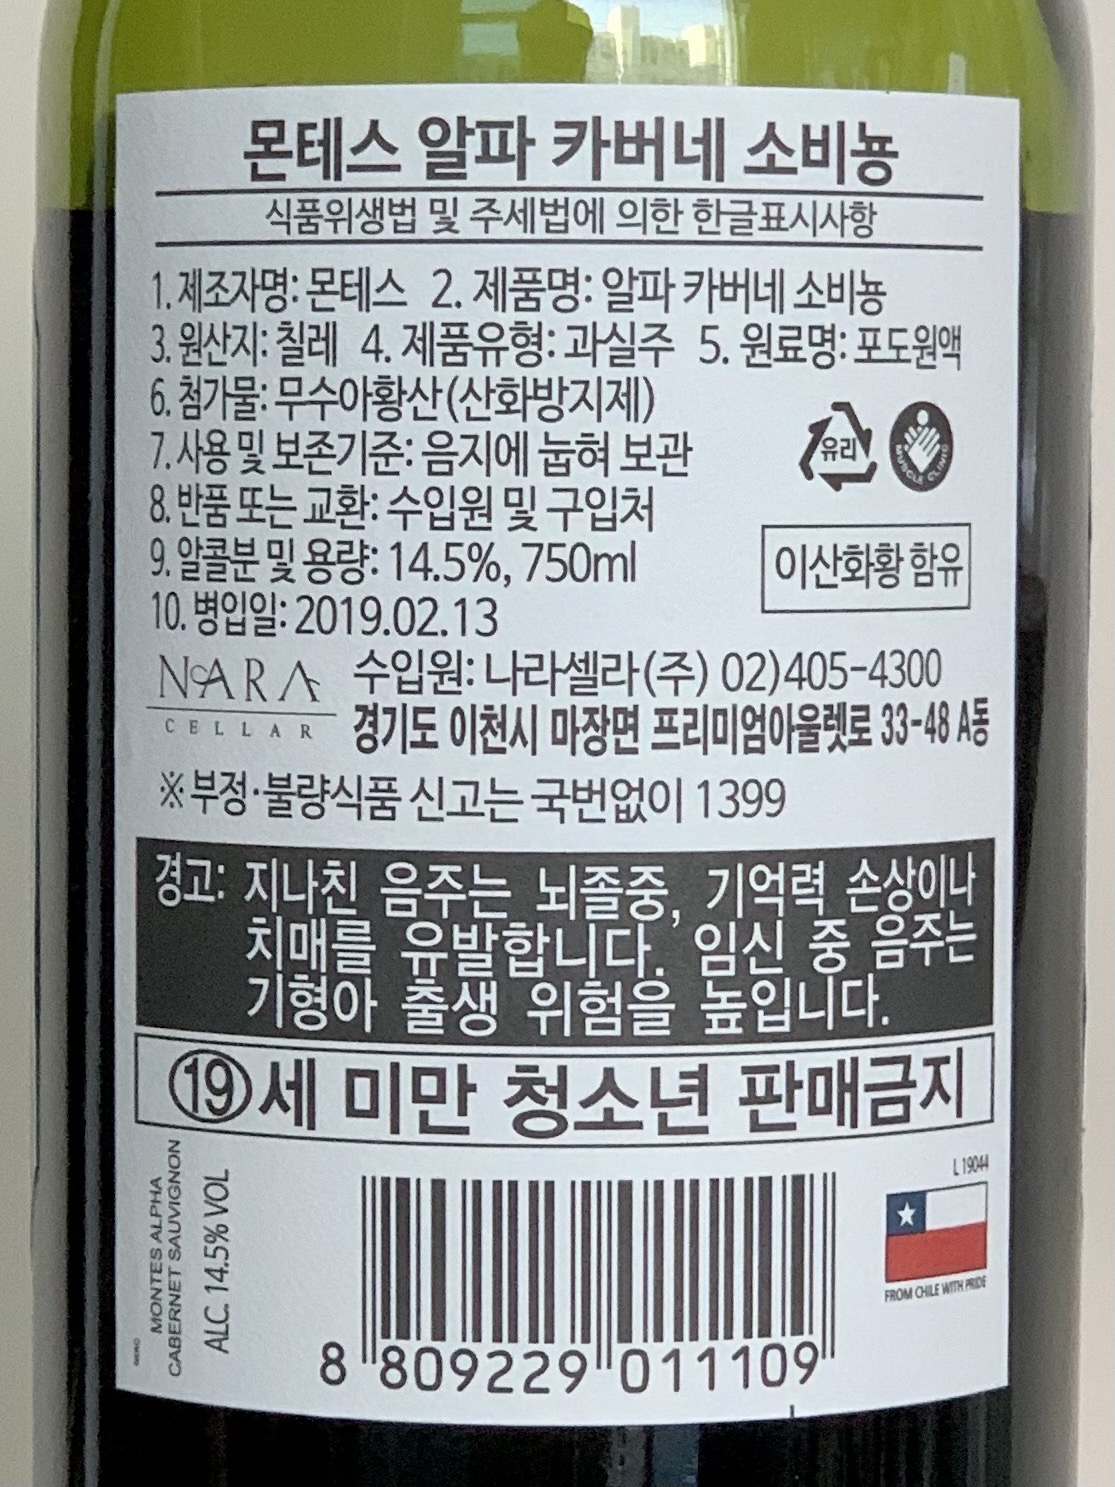 몬테스 알파 카버네 소비뇽
식품위생법 및 주세법에 의한 한글표시사항
1. 제조자명: 몬테스 2. 제품명: 알파 카버네 소비뇽
3. 원산지: 칠레 4. 제품유형: 과실주 5. 원료명: 포도원액
6. 첨가물: 무수아황산(산화방지제)
7. 사용 및 보존기준: 음지에 눕혀 보관
8. 반품 또는 교환: 수입원 및 구입처
9. 알콜분 및 용량: 14.5%, 750ml
10. 병입일: 2019.02.13
유리
MUSCLE CLINIC
이산화황 함유
NARA
CELLAR
수입원: 나라셀라(주) 02)405-4300
경기도 이천시 마장면 프리미엄아울렛로 33-48 A동
※ 부정·불량식품 신고는 국번없이 1399
경고: 지나친 음주는 뇌졸중, 기억력 손상이나
치매를 유발합니다. 임신 중 음주는
기형아 출생 위험을 높입니다.
⑲세 미만 청소년 판매금지
MONTES ALPHA
CABERNET SAUVIGNON
ALC. 14.5% VOL
8 809229 011109
L 19044
FROM CHILE WITH PRIDE